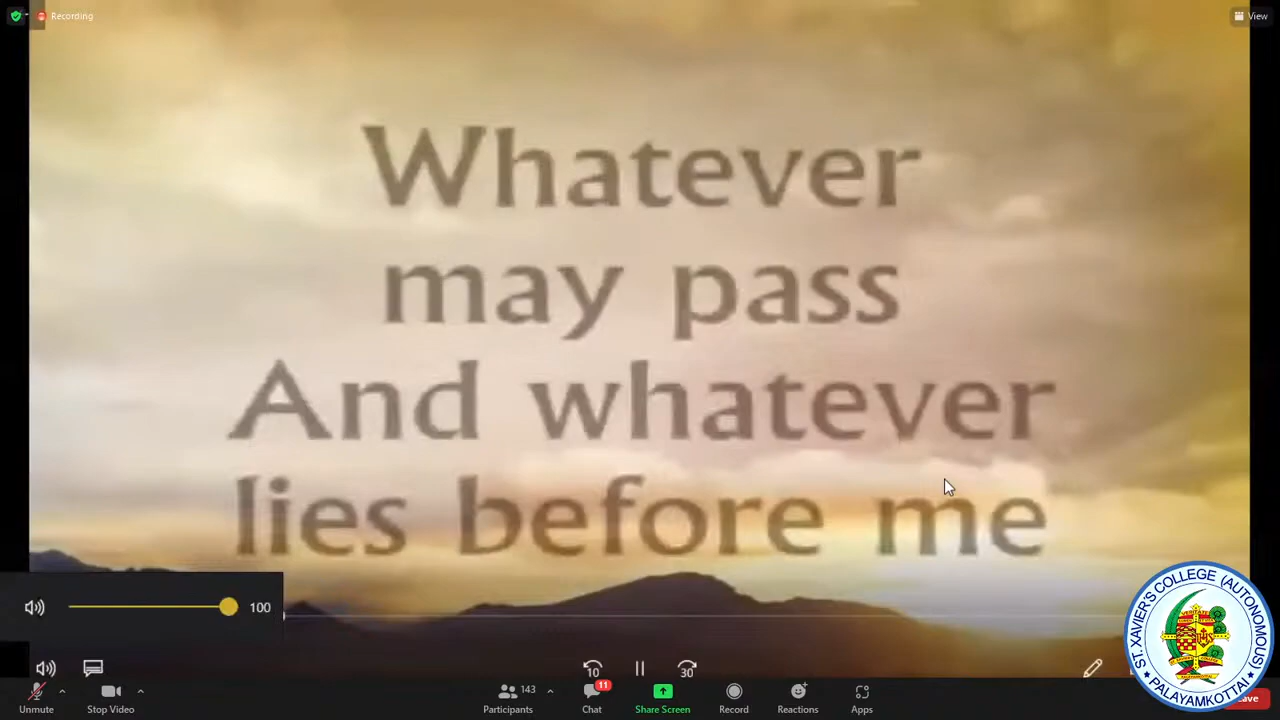 Recording
View
Whatever
may pass
And whatever
lies before me
100
10
30
Unmute
Stop Video
Participants
143
Chat
11
Share Screen
Record
Reactions
Apps
ST. XAVIER'S COLLEGE (AUTONOMOUS)
PALAYAMKOTTAI